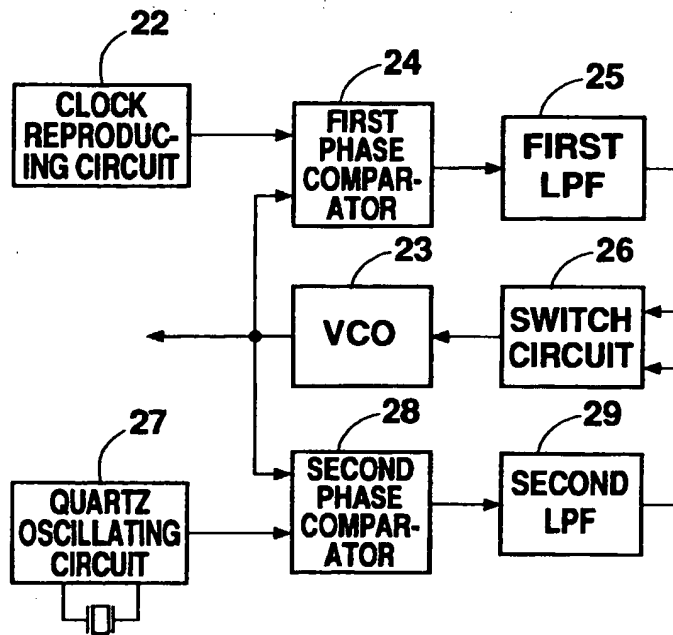 22
CLOCK
REPRODUC-
ING CIRCUIT
24
FIRST
PHASE
COMPAR-
ATOR
25
FIRST
LPF
23
VCO
26
SWITCH
CIRCUIT
27
QUARTZ
OSCILLATING
CIRCUIT
28
SECOND
PHASE
COMPAR-
ATOR
29
SECOND
LPF